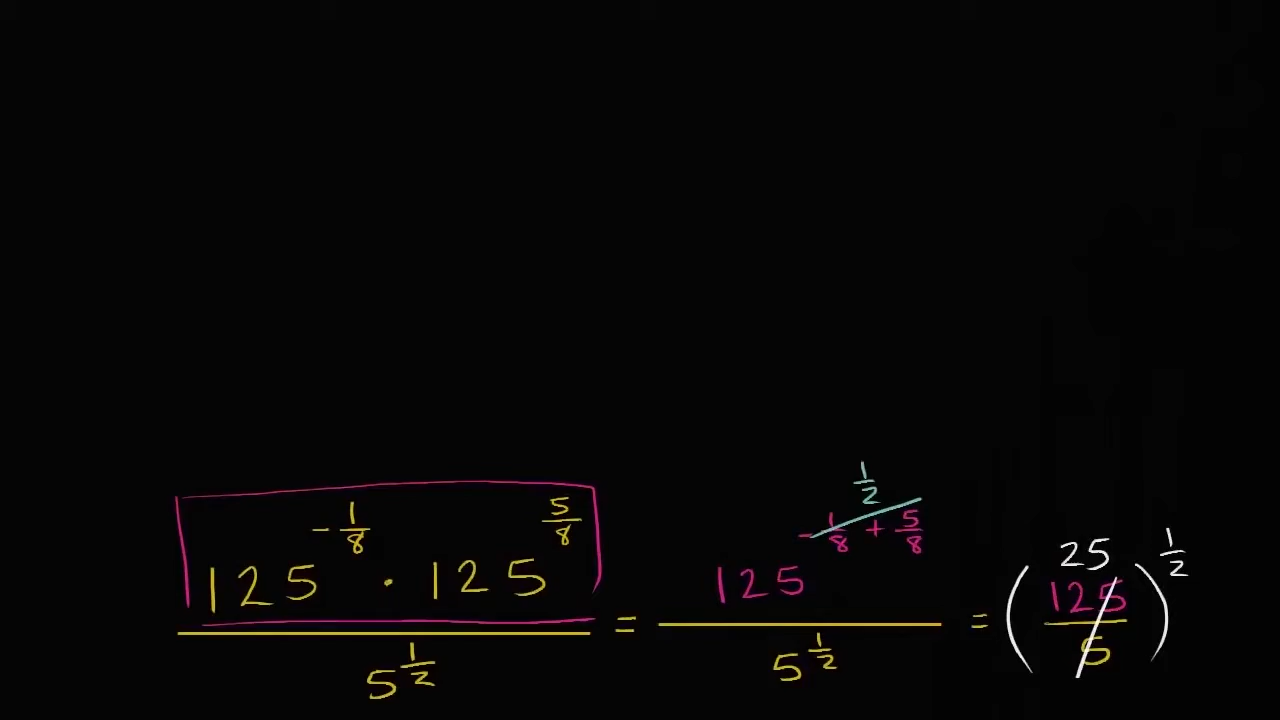 125^(-1/8) · 125^(5/8) / 5^(1/2) = 125^(-1/8 + 5/8) 1/2 / 5^(1/2) = (125/5)^(1/2) 25